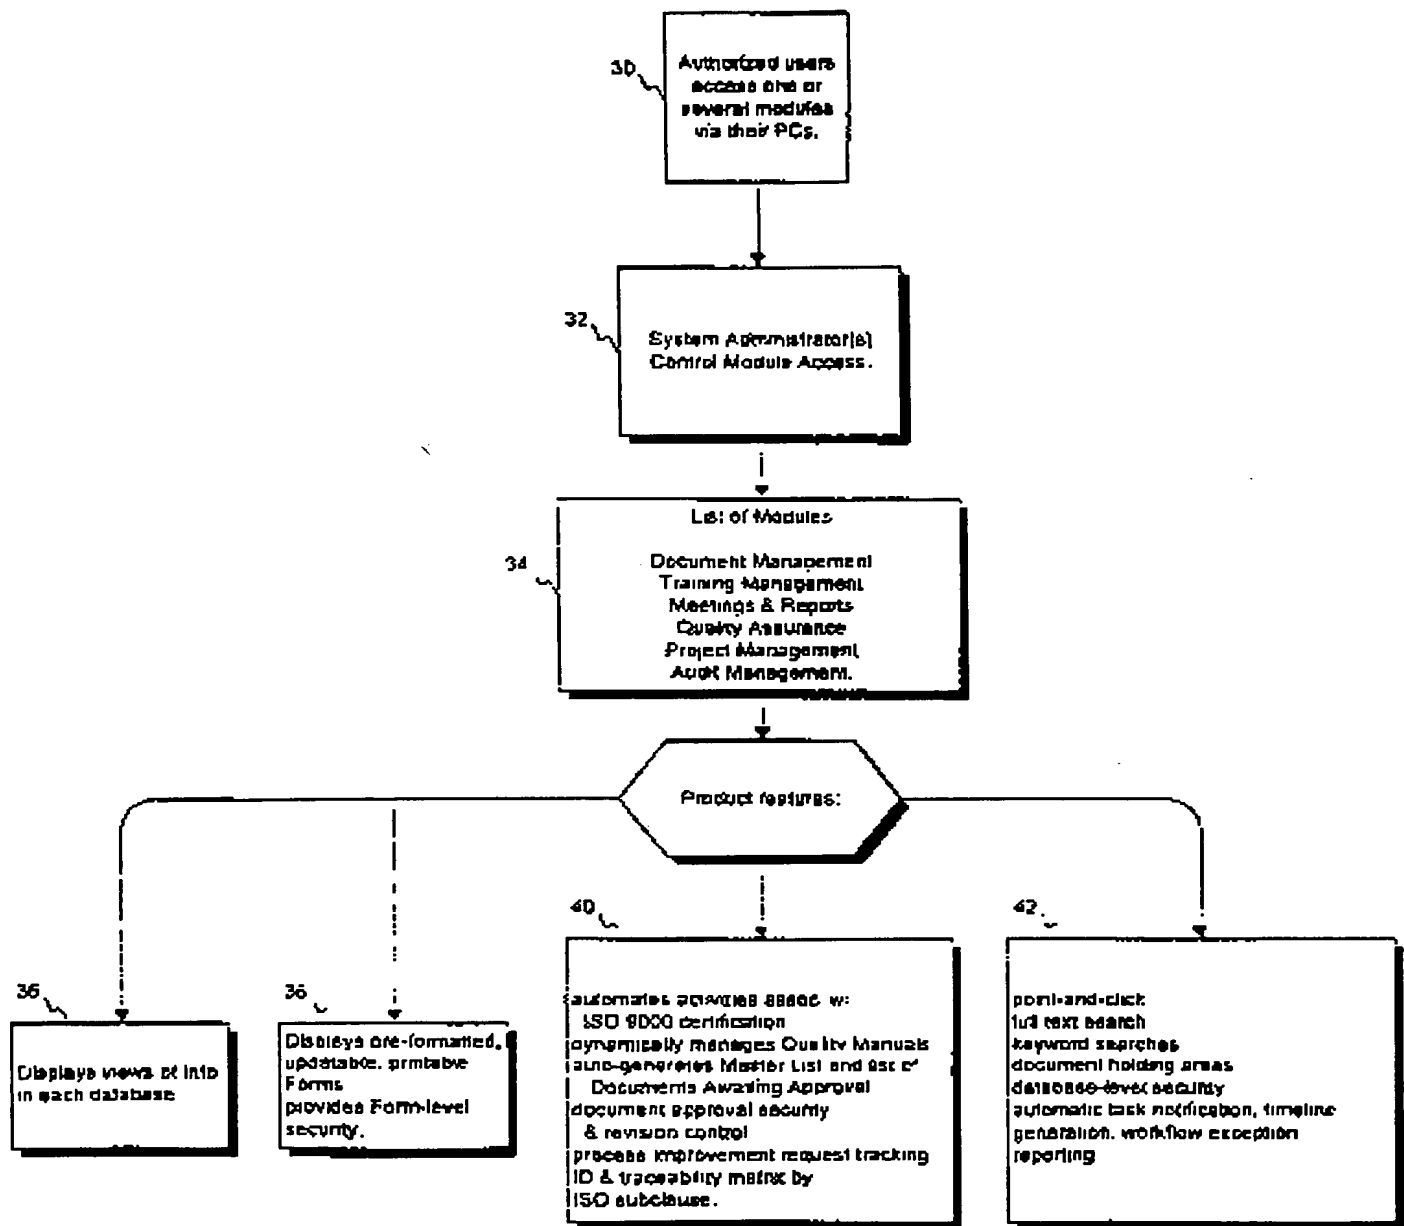 30
Authorized users
access one or
several modules
via their PCs.
32
System Administrator(s)
Control Module Access.
List of Modules
34
Document Management
Training Management
Meetings & Reports
Quality Assurance
Project Management
Audit Management.
Product features:
40
42
36
36
automates activities assoc. w:
ISO 9000 certification
dynamically manages Quality Manuals
auto-generates Master List and list of
Documents Awaiting Approval
document approval security
& revision control
process improvement request tracking
ID & traceability matrix by
ISO subclause.
point-and-click
full text search
keyword searches
document holding areas
database-level security
automatic task notification, timeline
generation, workflow exception
reporting
Displays views of info
in each database
Displays pre-formatted,
updatable, printable
Forms
provides Form-level
security.